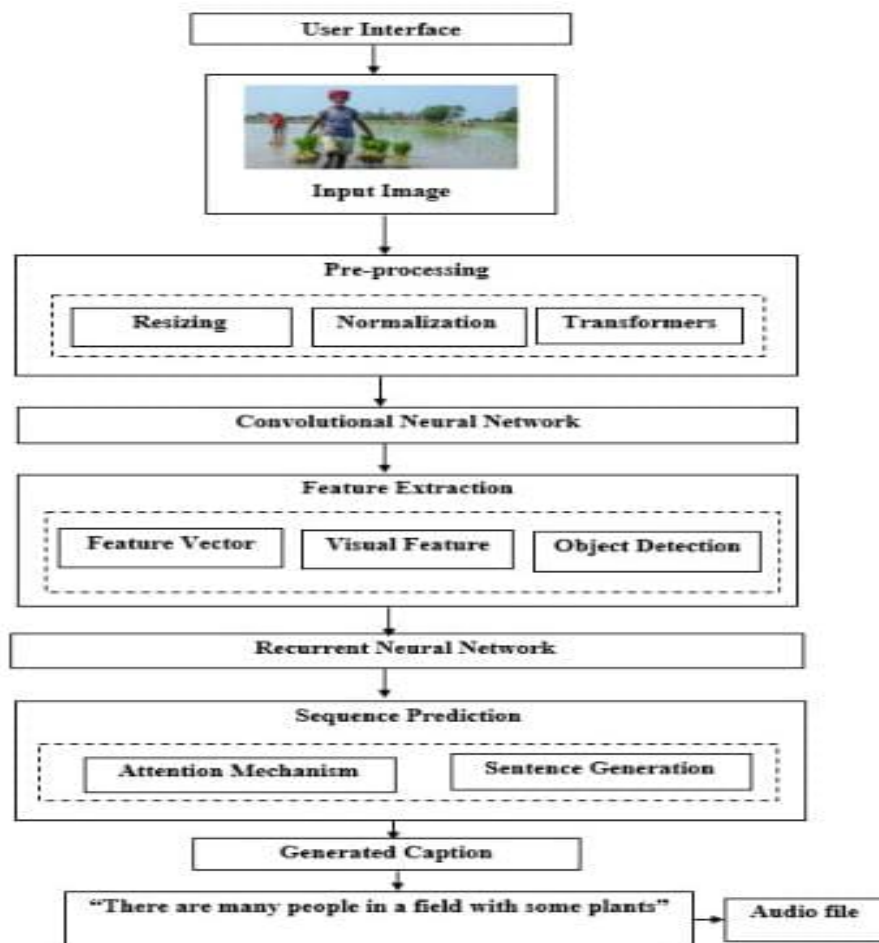 User Interface
Input Image
Pre-processing
Resizing
Normalization
Transformers
Convolutional Neural Network
Feature Extraction
Feature Vector
Visual Feature
Object Detection
Recurrent Neural Network
Sequence Prediction
Attention Mechanism
Sentence Generation
Generated Caption
“There are many people in a field with some plants”
Audio file